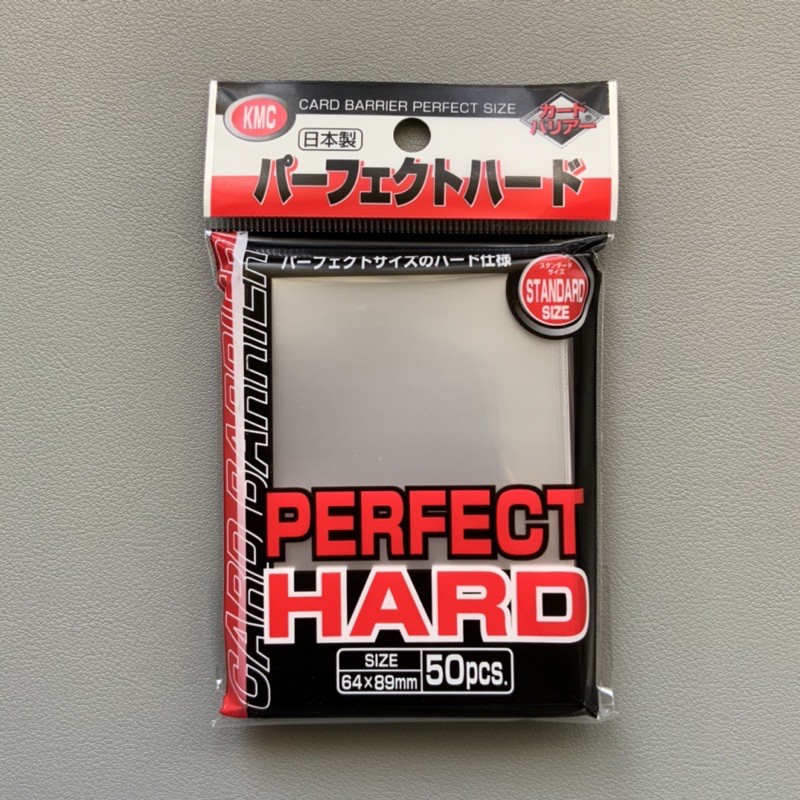 KMC
CARD BARRIER PERFECT SIZE
カード
バリアー
日本製
パーフェクトハード
パーフェクトサイズのハード仕様
スタンダード
サイズ
STANDARD
SIZE
CARD BARRIER
CARD BARRIER
PERFECT
HARD
SIZE
64×89mm
50pcs.